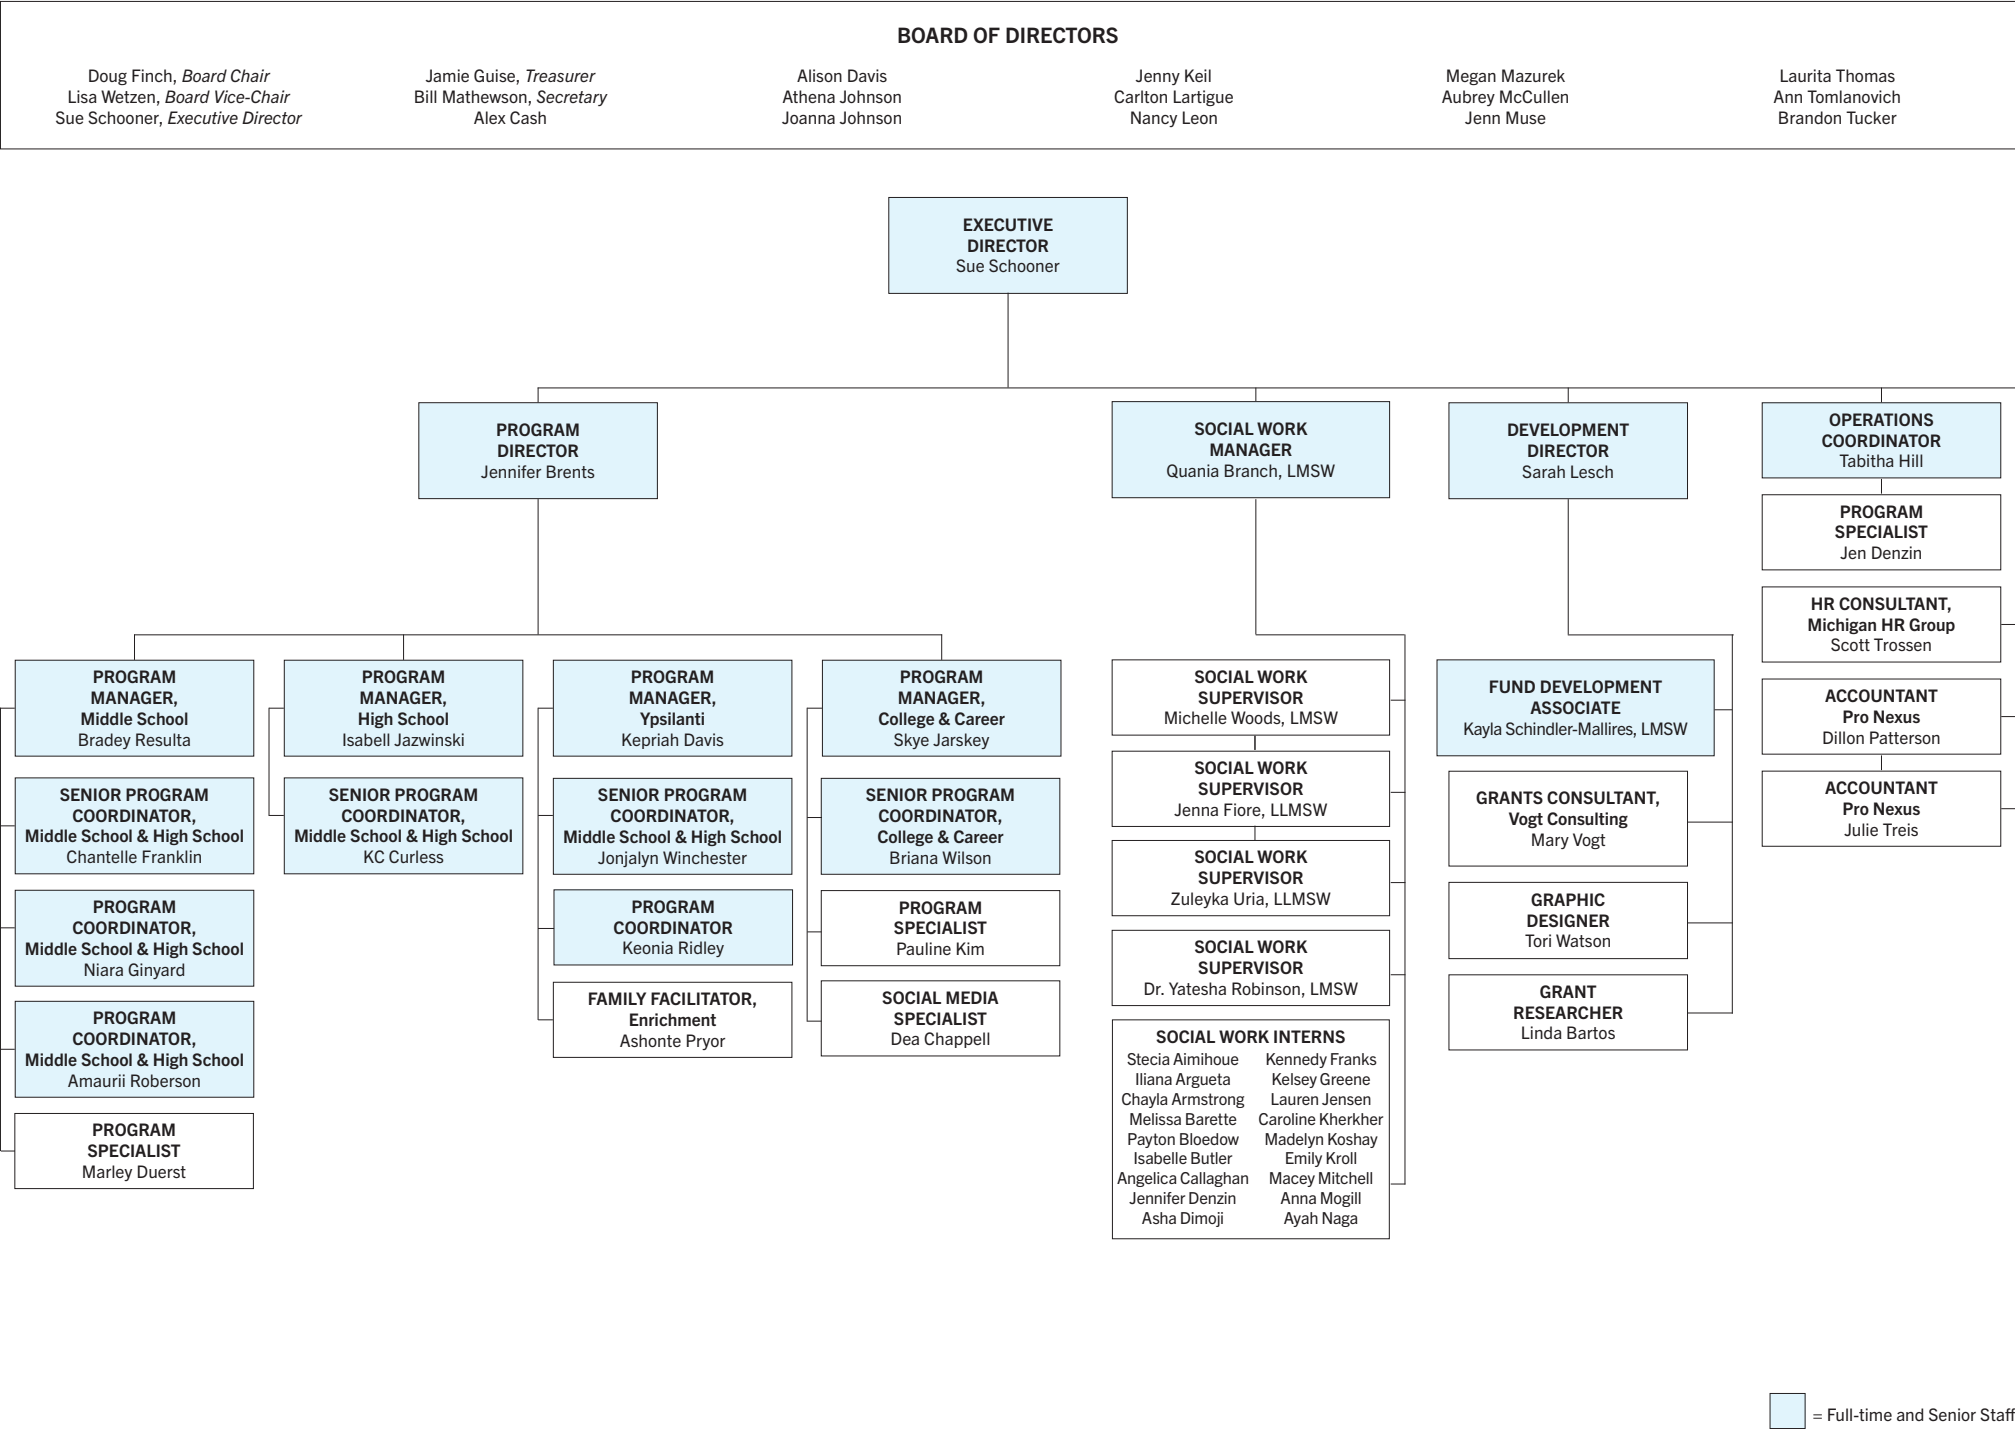 BOARD OF DIRECTORS
Doug Finch, Board Chair
Lisa Wetzen, Board Vice-Chair
Sue Schooner, Executive Director
Jamie Guise, Treasurer
Bill Mathewson, Secretary
Alex Cash
Alison Davis
Athena Johnson
Joanna Johnson
Jenny Keil
Carlton Lartigue
Nancy Leon
Megan Mazurek
Aubrey McCullen
Jenn Muse
Laurita Thomas
Ann Tomlanovich
Brandon Tucker
EXECUTIVE
DIRECTOR
Sue Schooner
PROGRAM
DIRECTOR
Jennifer Brents
SOCIAL WORK
MANAGER
Quania Branch, LMSW
DEVELOPMENT
DIRECTOR
Sarah Lesch
OPERATIONS
COORDINATOR
Tabitha Hill
PROGRAM
SPECIALIST
Jen Denzin
HR CONSULTANT,
Michigan HR Group
Scott Trossen
ACCOUNTANT
Pro Nexus
Dillon Patterson
ACCOUNTANT
Pro Nexus
Julie Treis
PROGRAM
MANAGER,
Middle School
Bradey Resulta
SENIOR PROGRAM
COORDINATOR,
Middle School & High School
Chantelle Franklin
PROGRAM
COORDINATOR,
Middle School & High School
Niara Ginyard
PROGRAM
COORDINATOR,
Middle School & High School
Amaurii Roberson
PROGRAM
SPECIALIST
Marley Duerst
PROGRAM
MANAGER,
High School
Isabell Jazwinski
SENIOR PROGRAM
COORDINATOR,
Middle School & High School
KC Curless
PROGRAM
MANAGER,
Ypsilanti
Kepriah Davis
SENIOR PROGRAM
COORDINATOR,
Middle School & High School
Jonjalyn Winchester
PROGRAM
COORDINATOR
Keonia Ridley
FAMILY FACILITATOR,
Enrichment
Ashonte Pryor
PROGRAM
MANAGER,
College & Career
Skye Jarskey
SENIOR PROGRAM
COORDINATOR,
College & Career
Briana Wilson
PROGRAM
SPECIALIST
Pauline Kim
SOCIAL MEDIA
SPECIALIST
Dea Chappell
SOCIAL WORK
SUPERVISOR
Michelle Woods, LMSW
SOCIAL WORK
SUPERVISOR
Jenna Fiore, LLMSW
SOCIAL WORK
SUPERVISOR
Zuleyka Uria, LLMSW
SOCIAL WORK
SUPERVISOR
Dr. Yatesha Robinson, LMSW
SOCIAL WORK INTERNS
Stecia Aimihoue
Iliana Argueta
Chayla Armstrong
Melissa Barette
Payton Bloedow
Isabelle Butler
Angelica Callaghan
Jennifer Denzin
Asha Dimoji
Kennedy Franks
Kelsey Greene
Lauren Jensen
Caroline Kherkher
Madelyn Koshay
Emily Kroll
Macey Mitchell
Anna Mogill
Ayah Naga
FUND DEVELOPMENT
ASSOCIATE
Kayla Schindler-Mallires, LMSW
GRANTS CONSULTANT,
Vogt Consulting
Mary Vogt
GRAPHIC
DESIGNER
Tori Watson
GRANT
RESEARCHER
Linda Bartos
= Full-time and Senior Staff